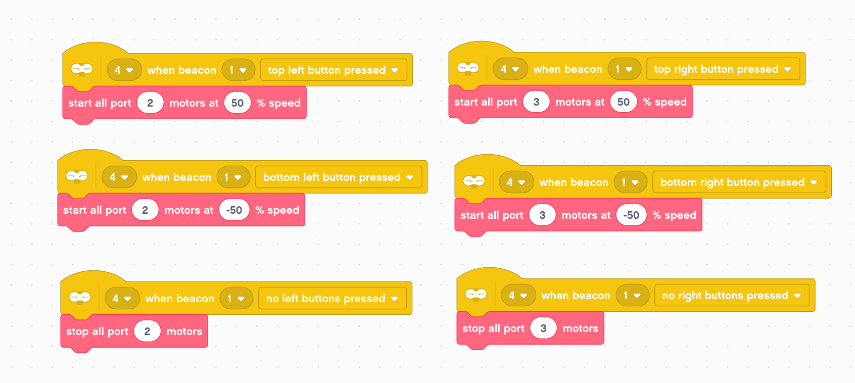 4 when beacon 1 top left button pressed
start all port 2 motors at 50 % speed
4 when beacon 1 top right button pressed
start all port 3 motors at 50 % speed
4 when beacon 1 bottom left button pressed
start all port 2 motors at -50 % speed
4 when beacon 1 bottom right button pressed
start all port 3 motors at -50 % speed
4 when beacon 1 no left buttons pressed
stop all port 2 motors
4 when beacon 1 no right buttons pressed
stop all port 3 motors